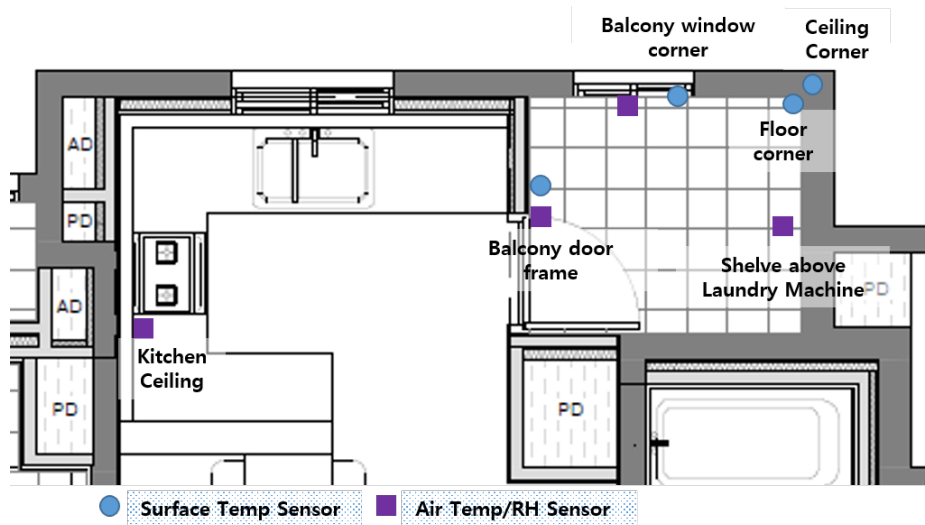 Balcony window
corner
Ceiling
Corner
AD
Floor
corner
PD
Balcony door
frame
Shelve above
Laundry Machine
PD
AD
Kitchen
Ceiling
PD
PD
Surface Temp Sensor
Air Temp/RH Sensor